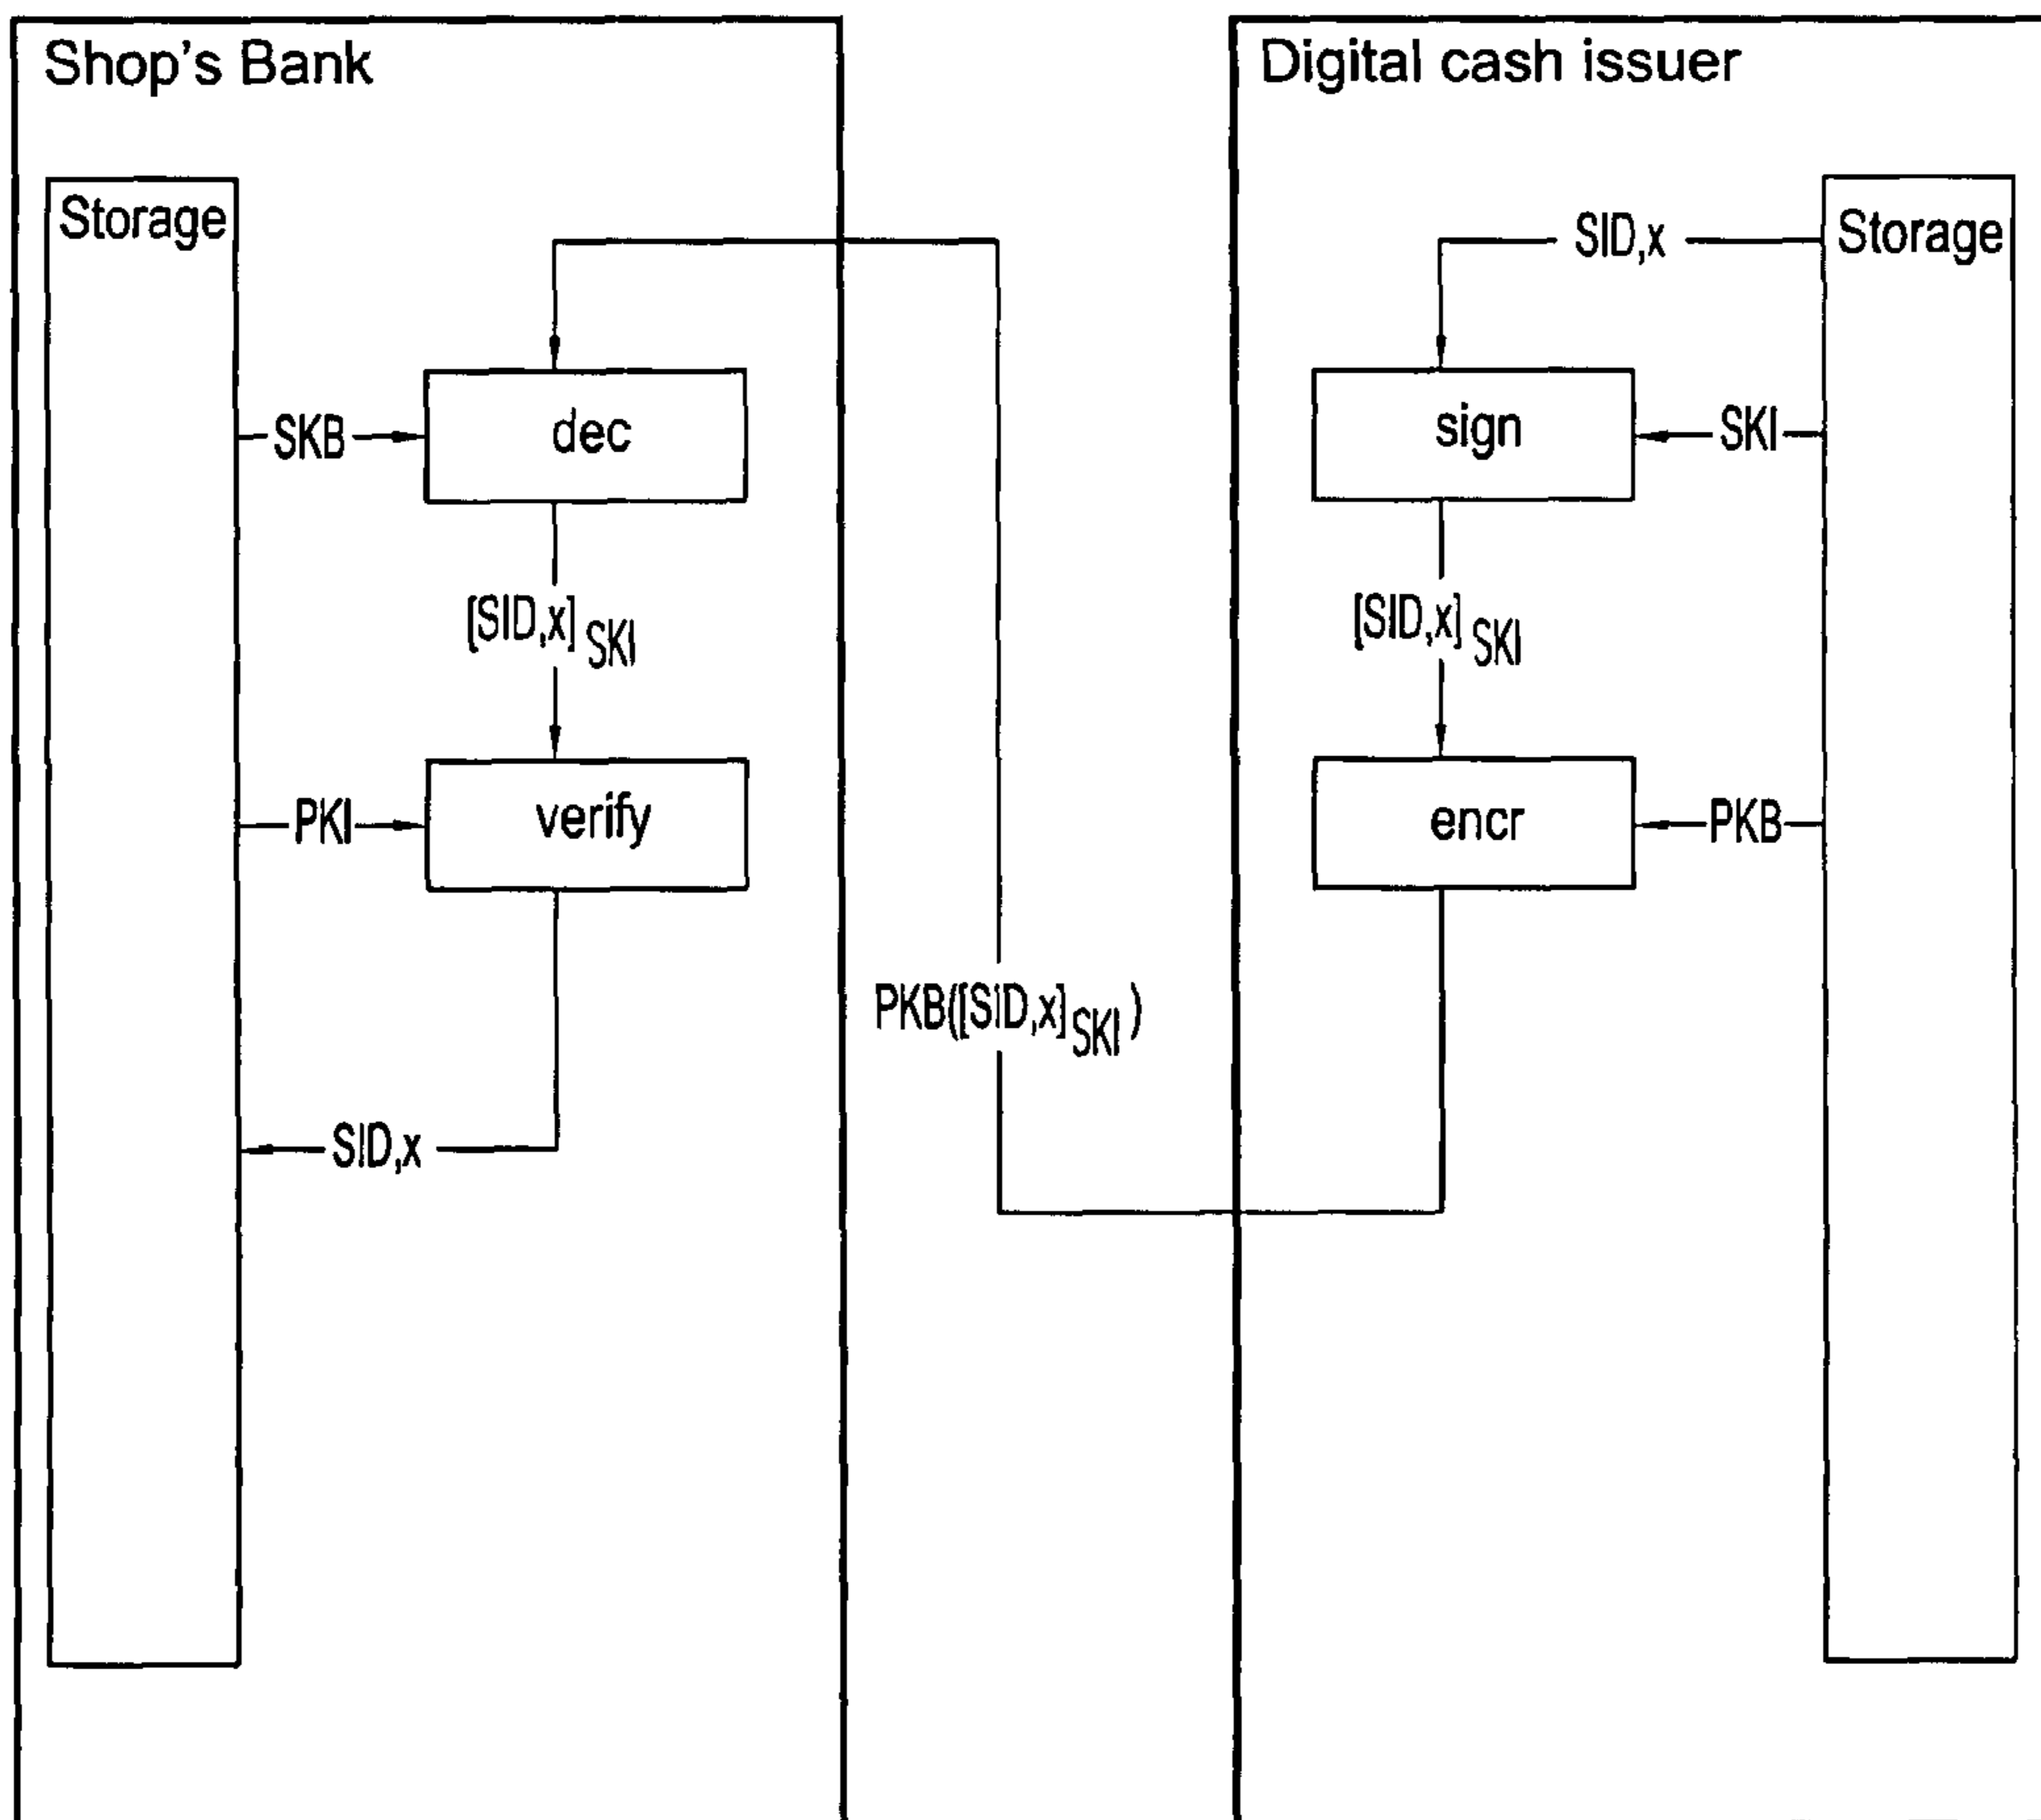 Shop's Bank
Storage
SKB
dec
[SID,x] SKI
PKI
verify
SID,x
PKB([SID,x]SKI)
Digital cash issuer
Storage
SID,x
sign
SKI
[SID,x] SKI
encr
PKB